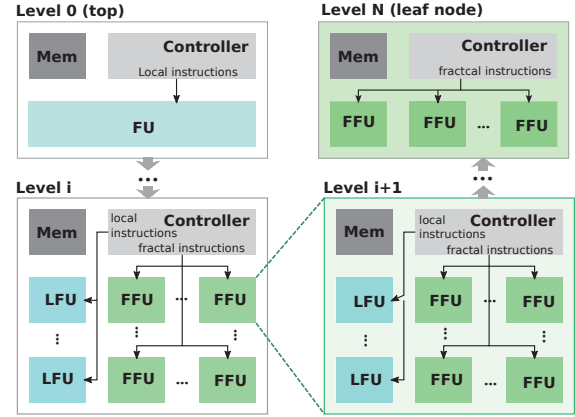 Level 0 (top)
Mem
Controller
Local instructions
FU
...
Level N (leaf node)
Mem
Controller
fractcal instructions
FFU
FFU
...
FFU
...
Level i
Mem
local
instructions
Controller
fractal instructions
LFU
FFU
...
FFU
...
...
...
LFU
FFU
...
FFU
Level i+1
Mem
local
instructions
Controller
fractal instructions
LFU
FFU
...
FFU
...
...
...
LFU
FFU
...
FFU